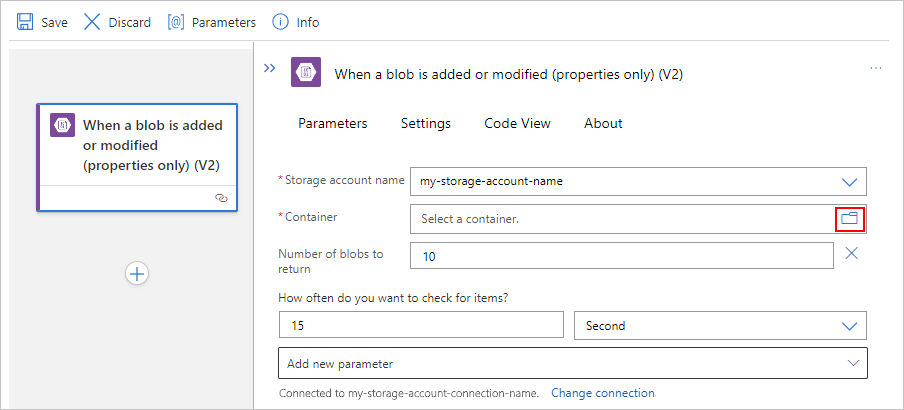 Save Discard [@] Parameters Info
When a blob is added
or modified
(properties only) (V2)
When a blob is added or modified (properties only) (V2)
Parameters Settings Code View About
* Storage account name my-storage-account-name
* Container Select a container.
Number of blobs to
return
10
How often do you want to check for items?
15 Second
Add new parameter
Connected to my-storage-account-connection-name. Change connection